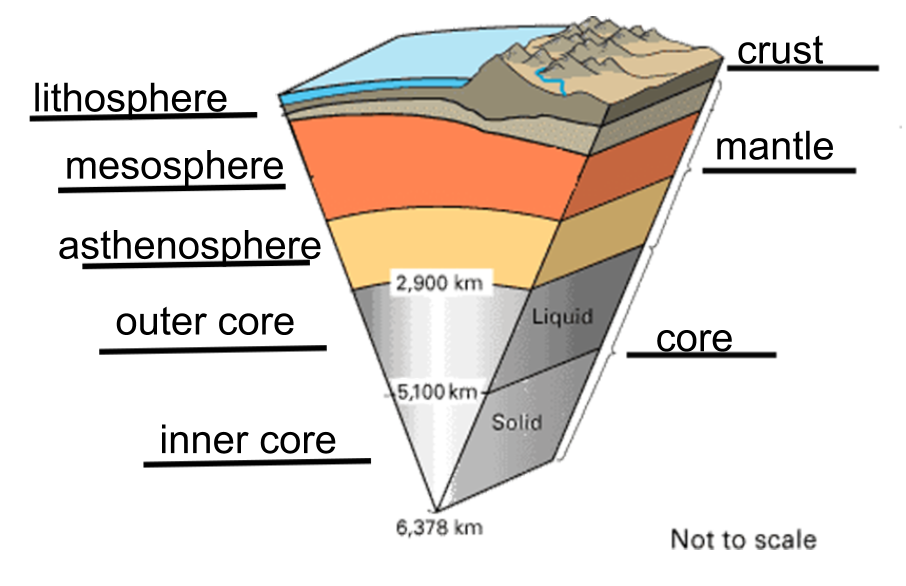 crust
lithosphere
mantle
mesosphere
asthenosphere
2,900 km
outer core
Liquid
core
5,100 km
Solid
inner core
6,378 km
Not to scale